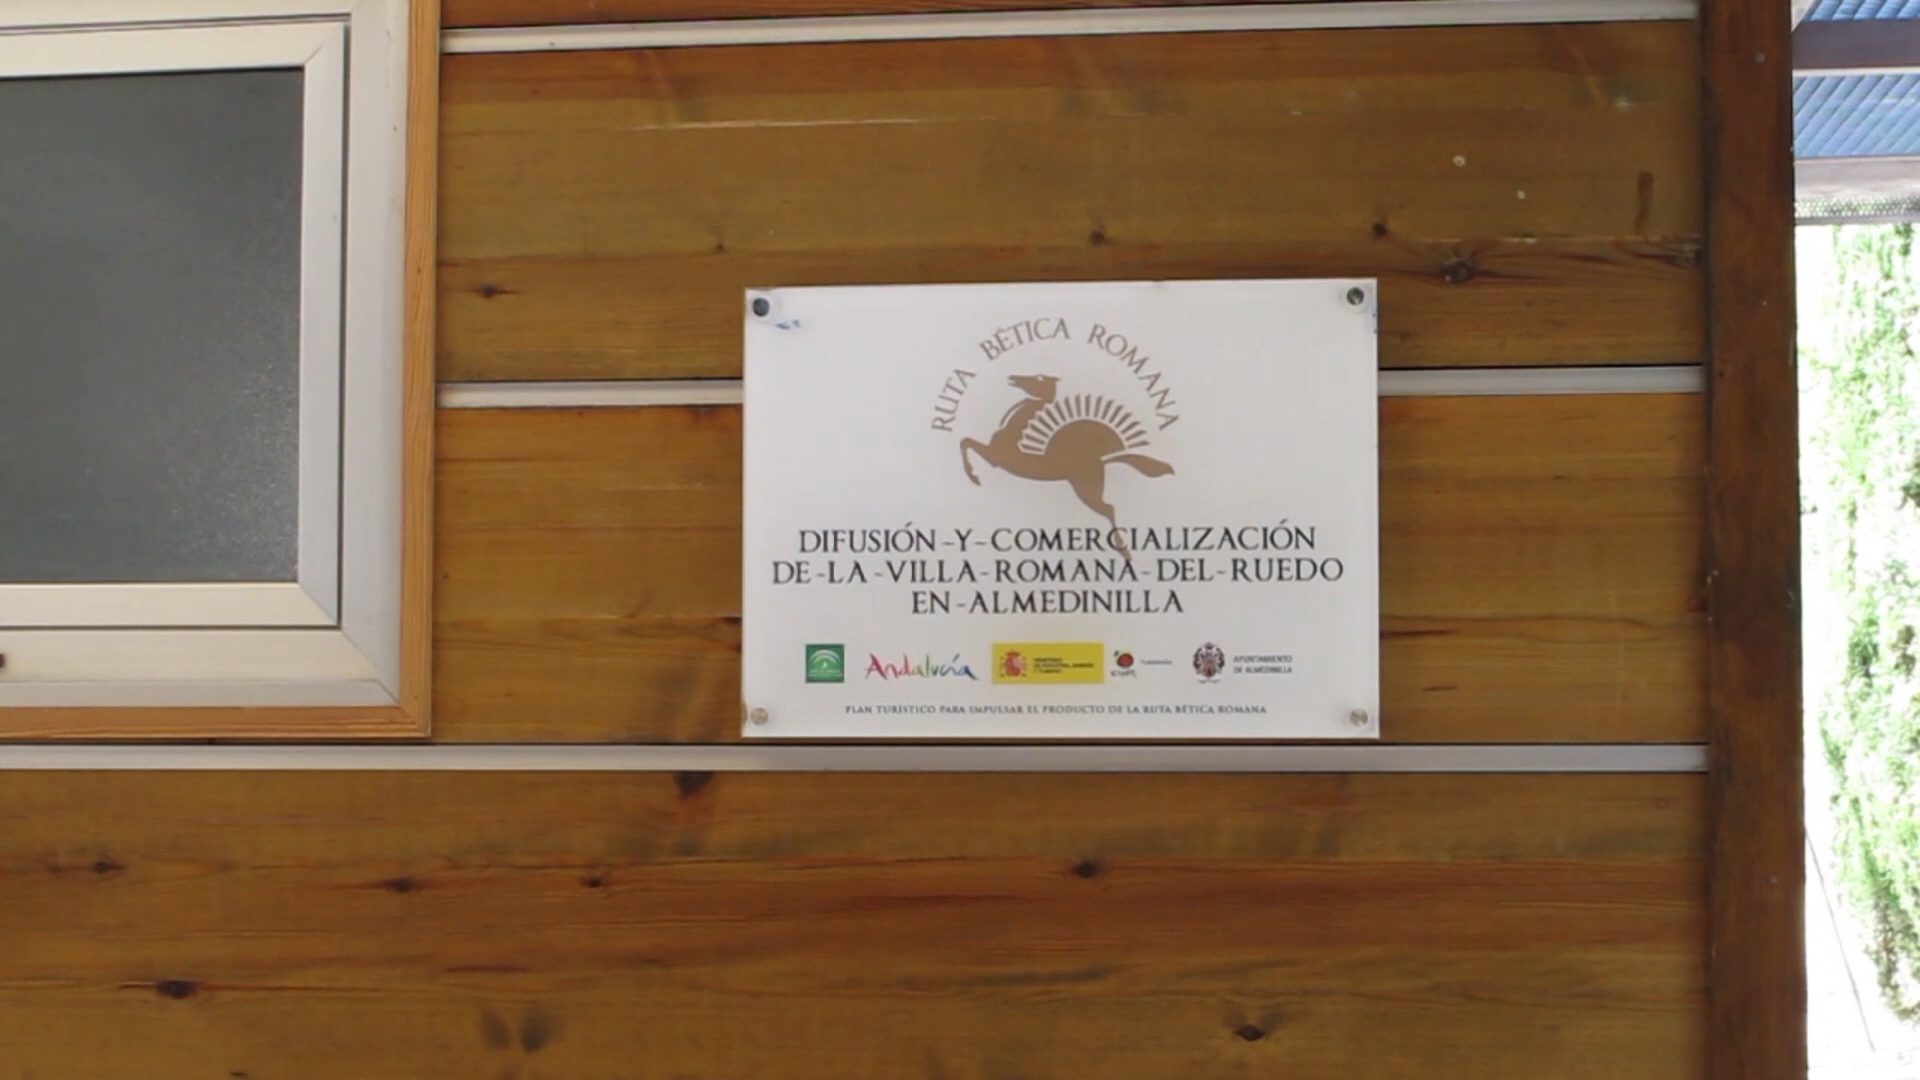 RUTA BÉTICA ROMANA
DIFUSIÓN-Y-COMERCIALIZACIÓN
DE-LA-VILLA-ROMANA-DEL-RUEDO
EN-ALMEDINILLA
Andalucía
AYUNTAMIENTO
DE ALMEDINILLA
PLAN TURÍSTICO PARA IMPULSAR EL PRODUCTO DE LA RUTA BÉTICA ROMANA